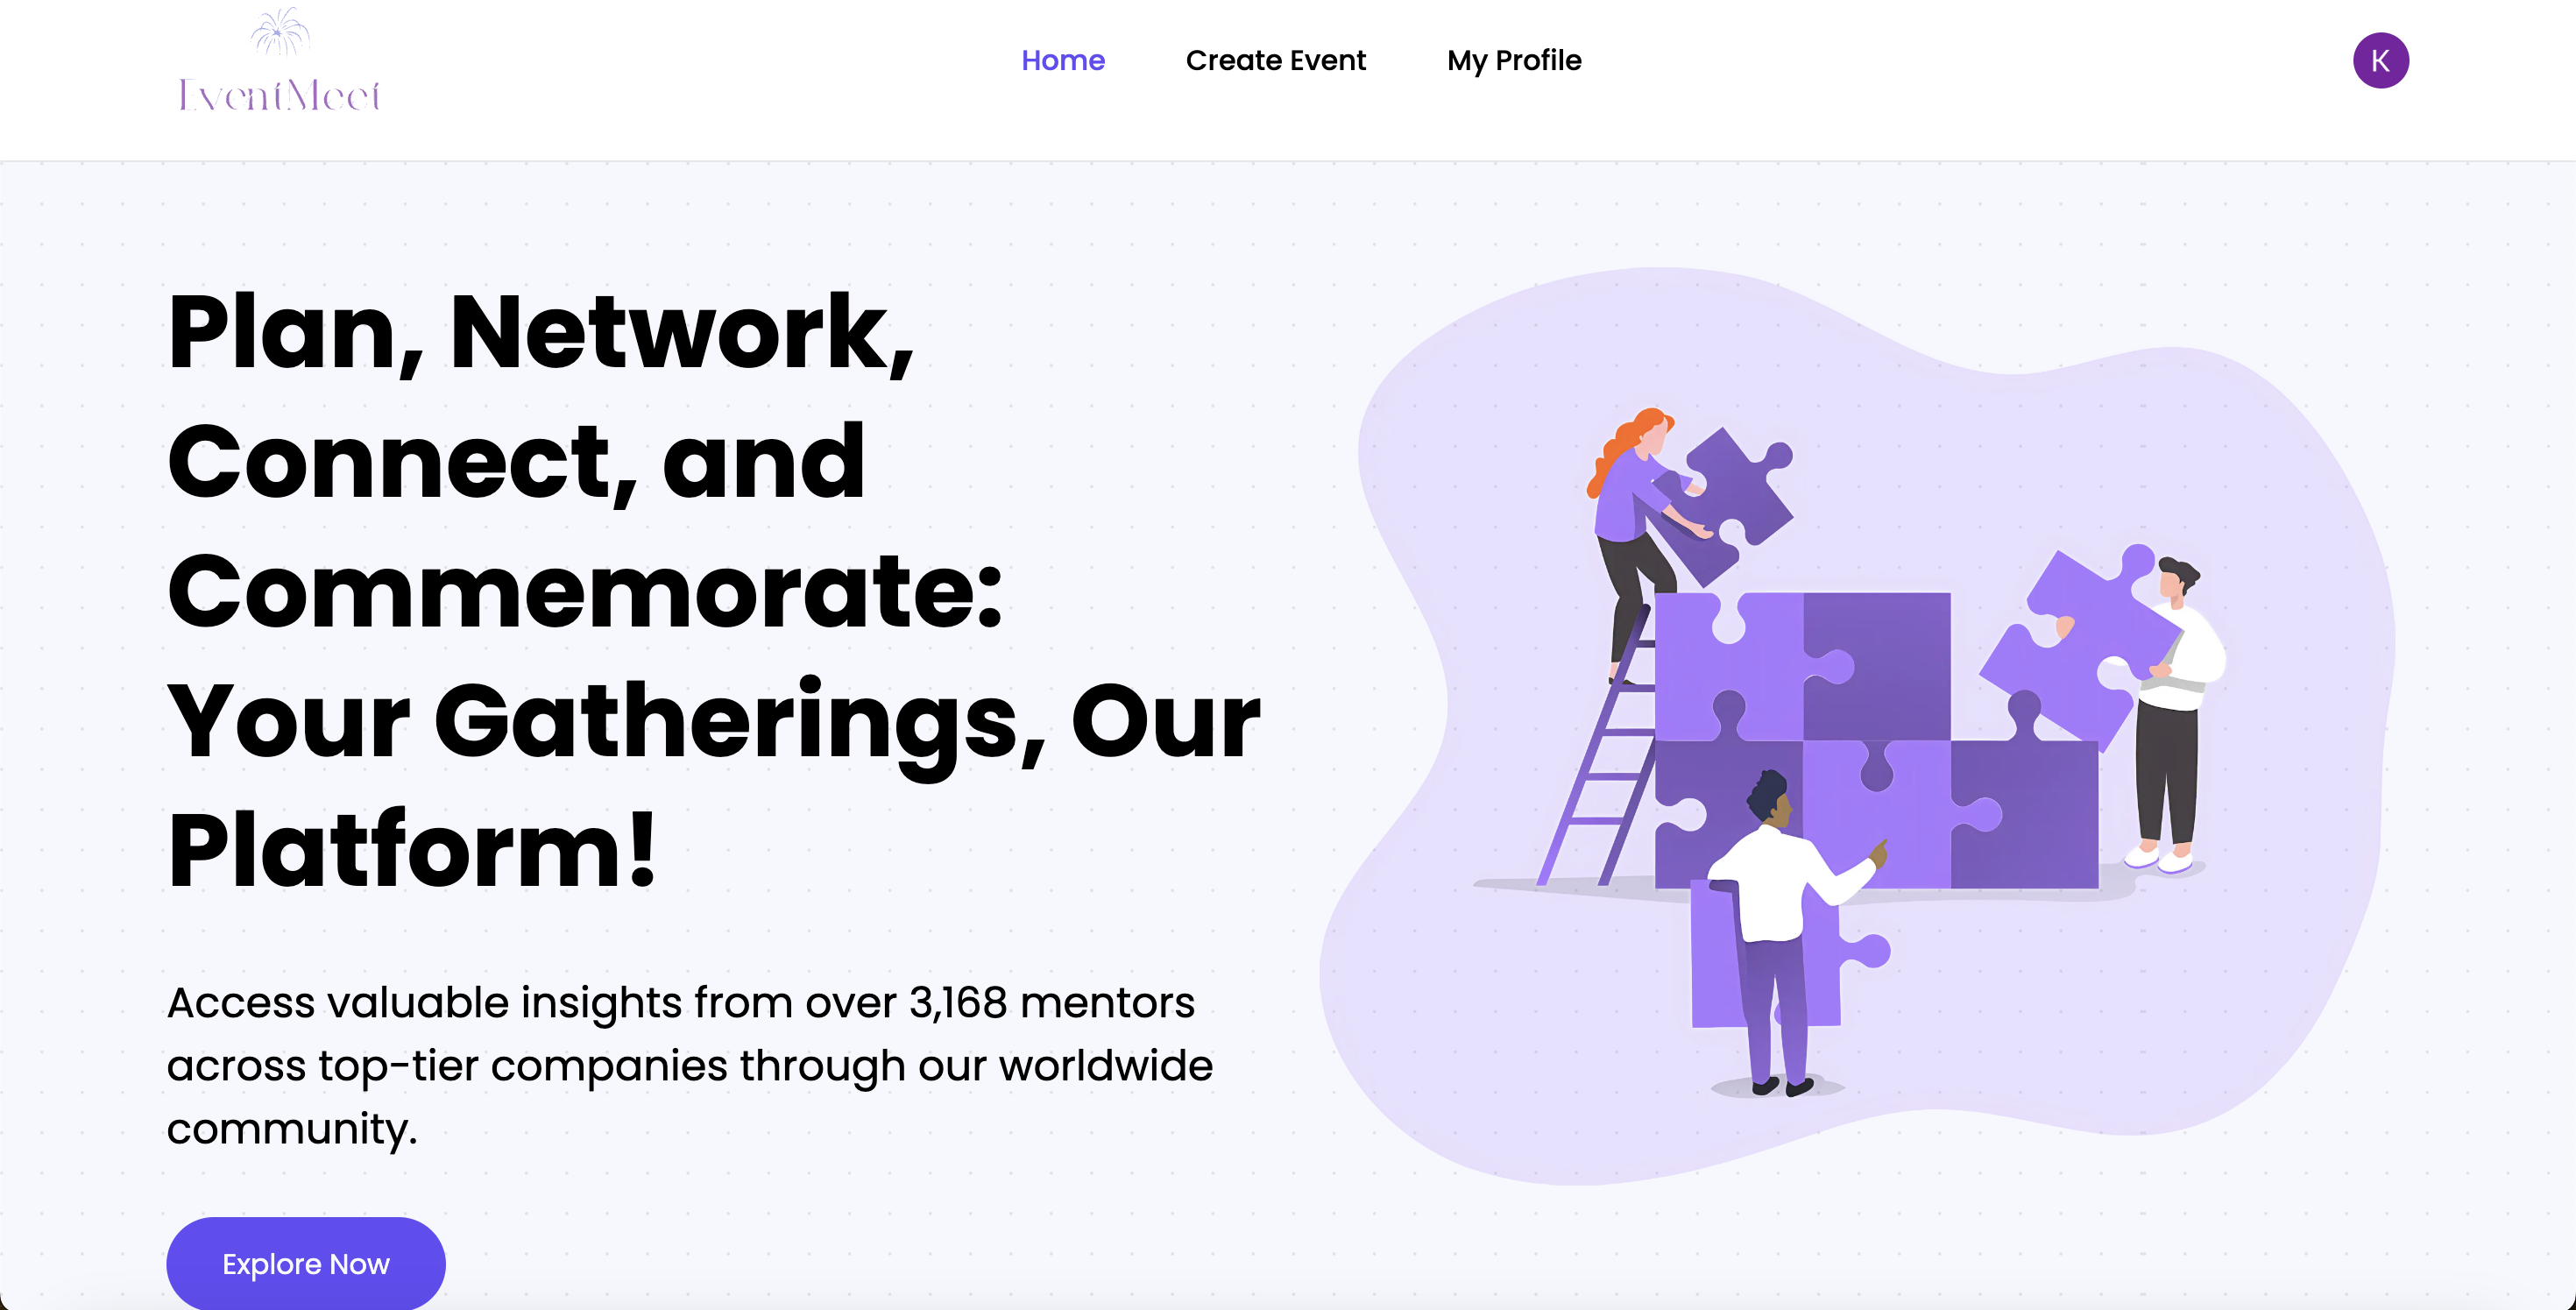 EventMeet
Home Create Event My Profile
K
Plan, Network,
Connect, and
Commemorate:
Your Gatherings, Our
Platform!
Access valuable insights from over 3,168 mentors
across top-tier companies through our worldwide
community.
Explore Now